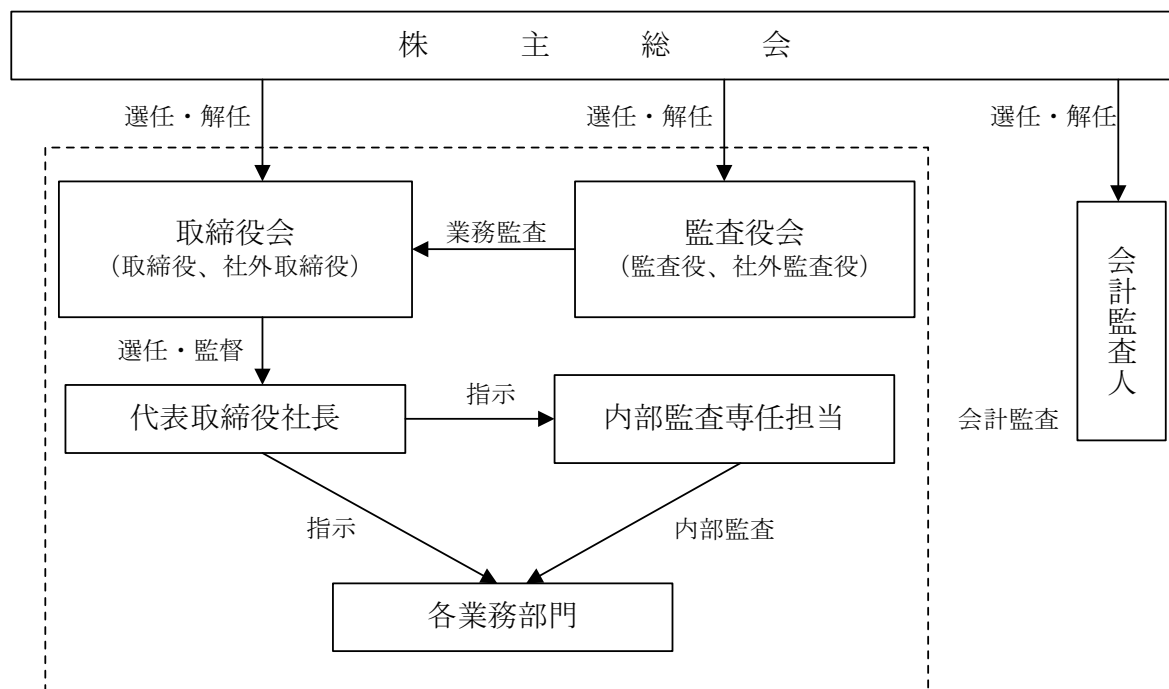 株主総会
選任・解任
選任・解任
選任・解任
取締役会
（取締役、社外取締役）
業務監査
監査役会
（監査役、社外監査役）
会計監査人
選任・監督
代表取締役社長
指示
内部監査専任担当
会計監査
指示
内部監査
各業務部門